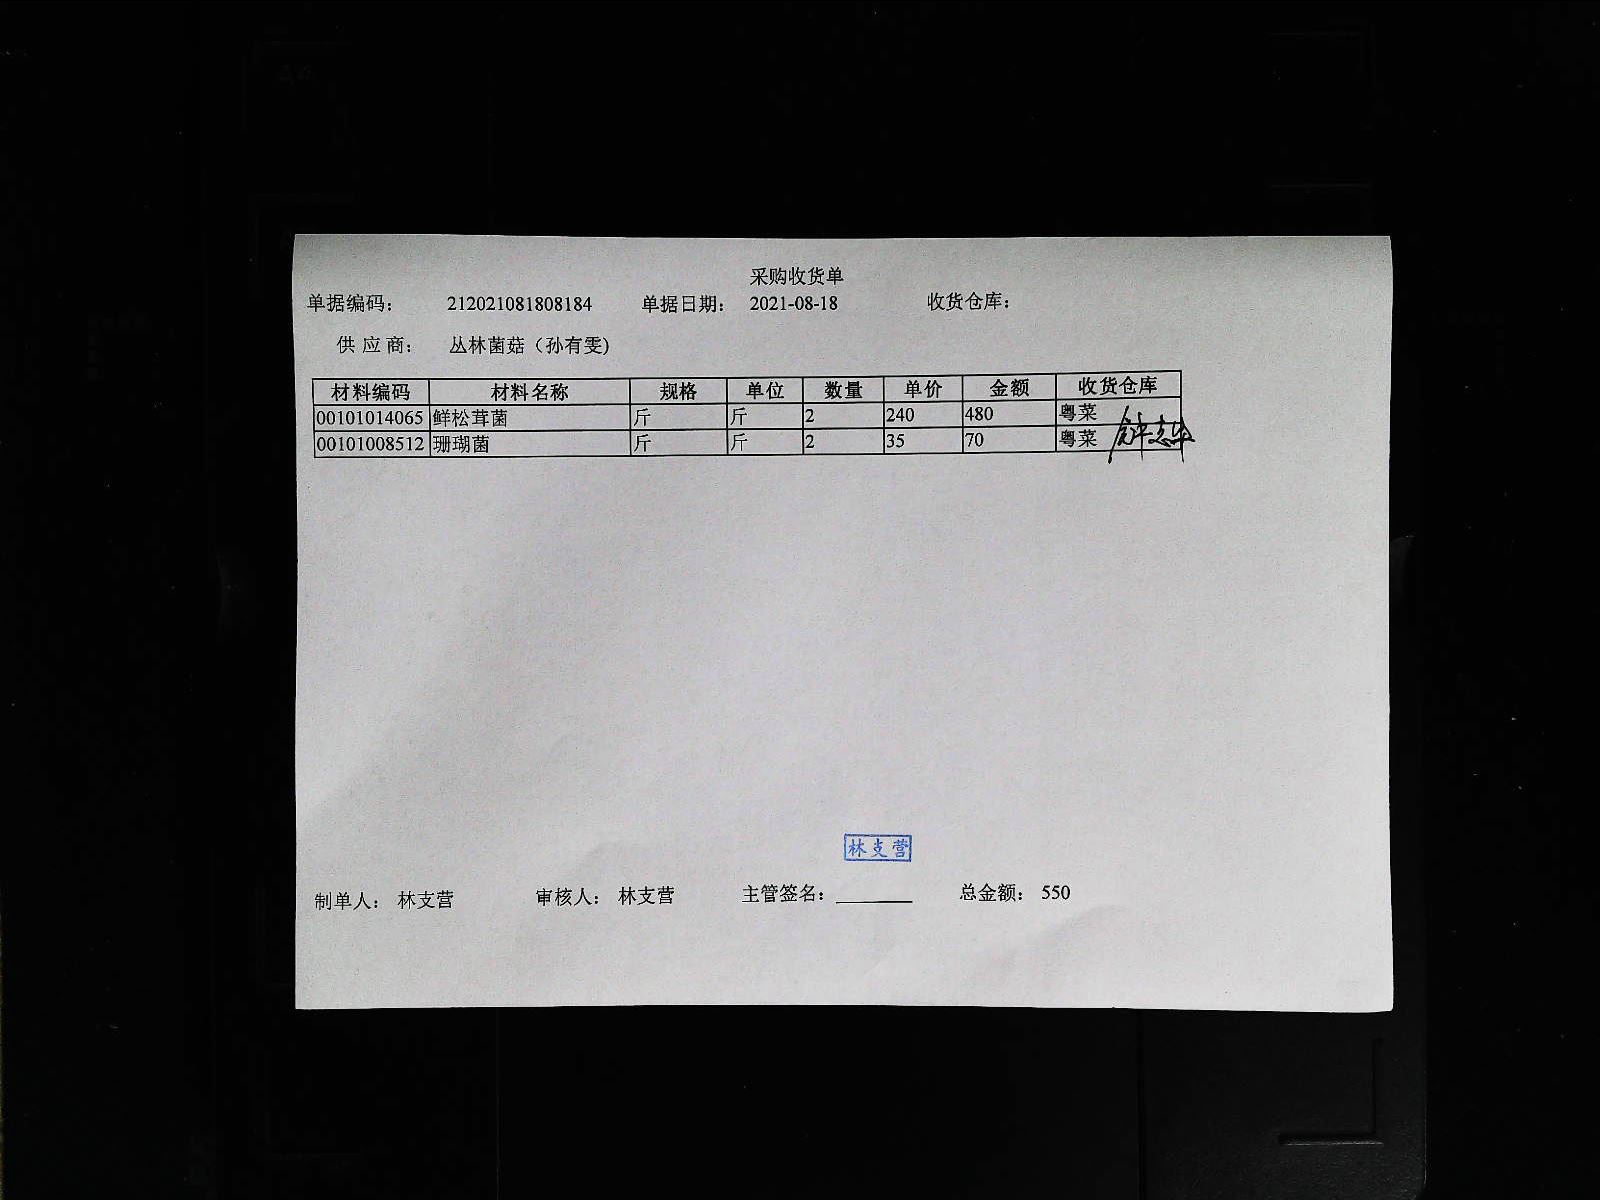 采购收货单
单据编码： 212021081808184 单据日期： 2021-08-18 收货仓库：
供 应 商： 丛林菌菇（孙有雯)
材料编码 材料名称 规格 单位 数量 单价 金额 收货仓库
00101014065 鲜松茸菌 斤 斤 2 240 480 粤菜
00101008512 珊瑚菌 斤 斤 2 35 70 粤菜
林支营
制单人： 林支营 审核人： 林支营 主管签名： 总金额： 550